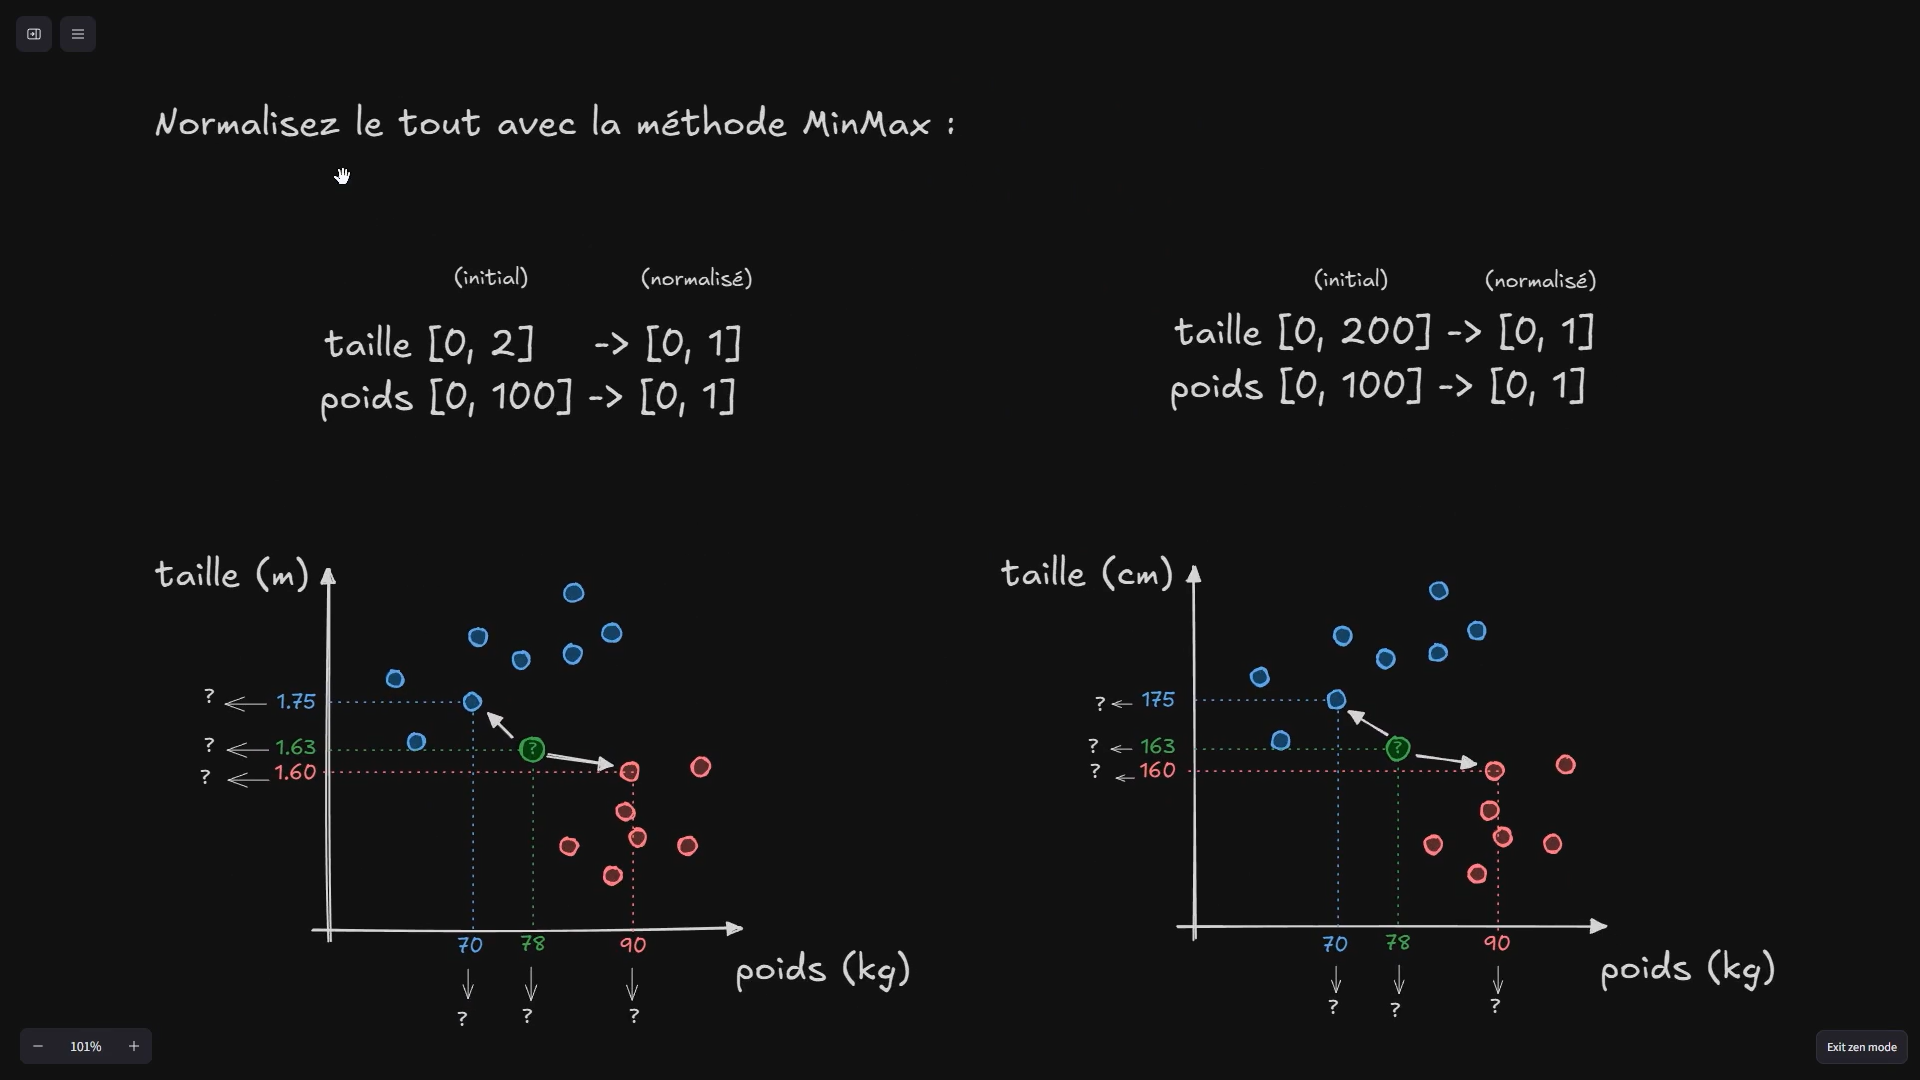 Normalisez le tout avec la méthode MinMax :
(initial) (normalisé)
taille [0, 2] -> [0, 1]
poids [0, 100] -> [0, 1]
(initial) (normalisé)
taille [0, 200] -> [0, 1]
poids [0, 100] -> [0, 1]
taille (m)
? 1.75
? 1.63 ?
? 1.60
70 78 90
poids (kg)
? ? ?
taille (cm)
? 175
? 163 ?
? 160
70 78 90
poids (kg)
? ? ?
− 101% +
Exit zen mode